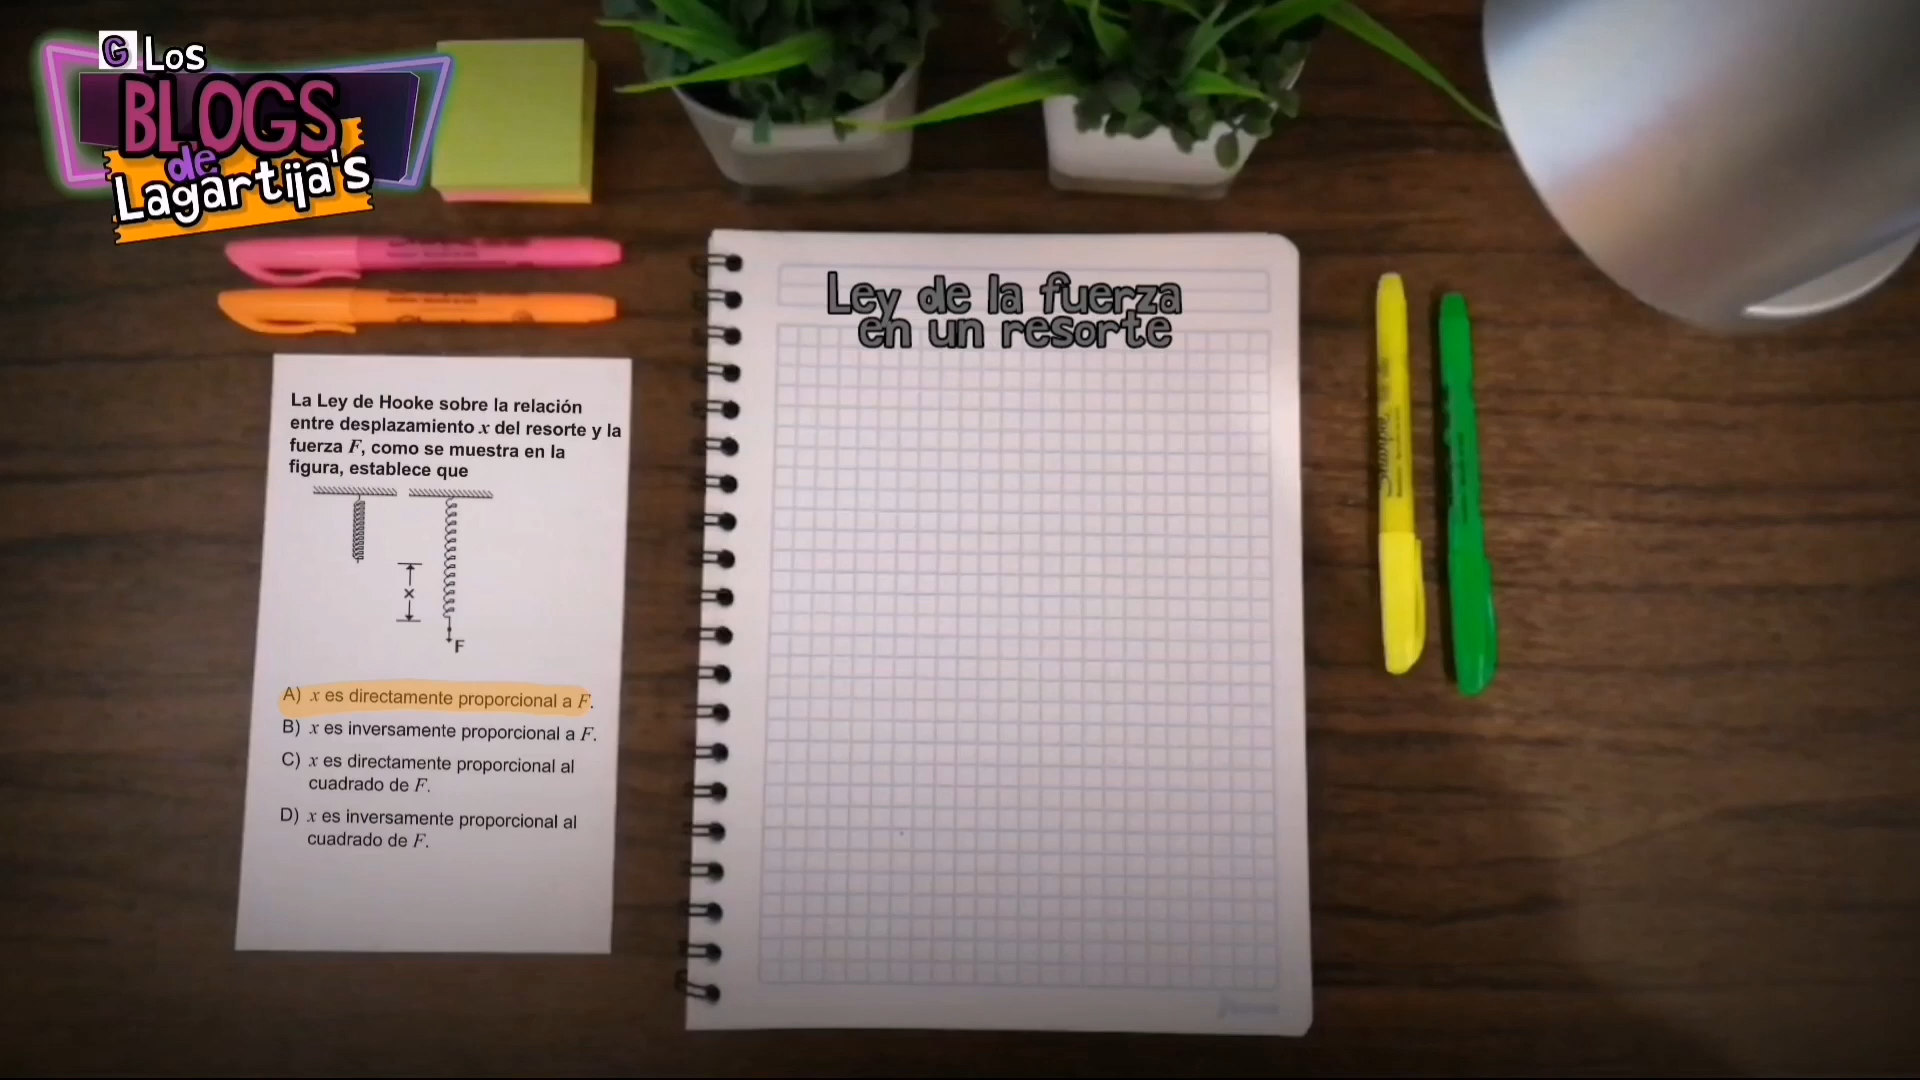 G Los
BLOGS
de
Lagartija's
Ley de la fuerza
en un resorte
La Ley de Hooke sobre la relación
entre desplazamiento x del resorte y la
fuerza F, como se muestra en la
figura, establece que
x
F
A) x es directamente proporcional a F.
B) x es inversamente proporcional a F.
C) x es directamente proporcional al
cuadrado de F.
D) x es inversamente proporcional al
cuadrado de F.
Sharpie